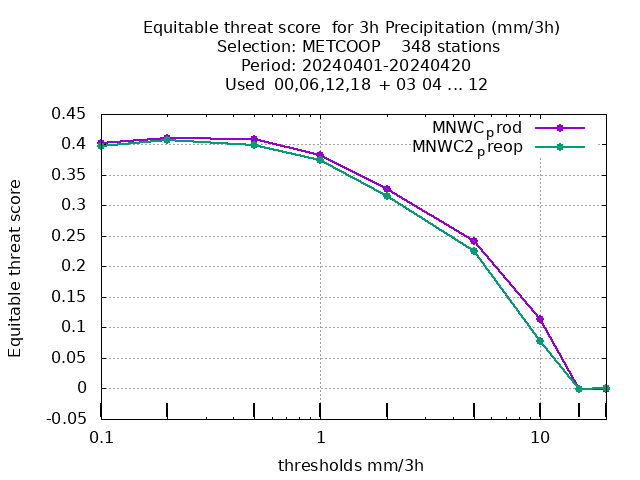 Equitable threat score  for 3h Precipitation (mm/3h)
Selection: METCOOP    348 stations
Period: 20240401-20240420
Used  00,06,12,18 + 03 04 ... 12
MNWC_prod
MNWC2_preop
0.45
0.4
0.35
0.3
0.25
0.2
0.15
0.1
0.05
0
-0.05
Equitable threat score
0.1 1 10
thresholds mm/3h